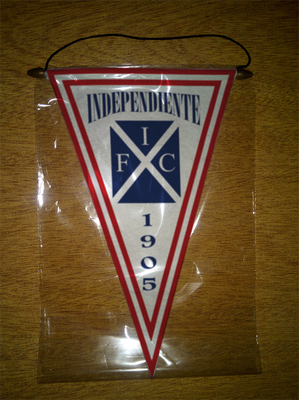 INDEPENDIENTE
I
F C
1905